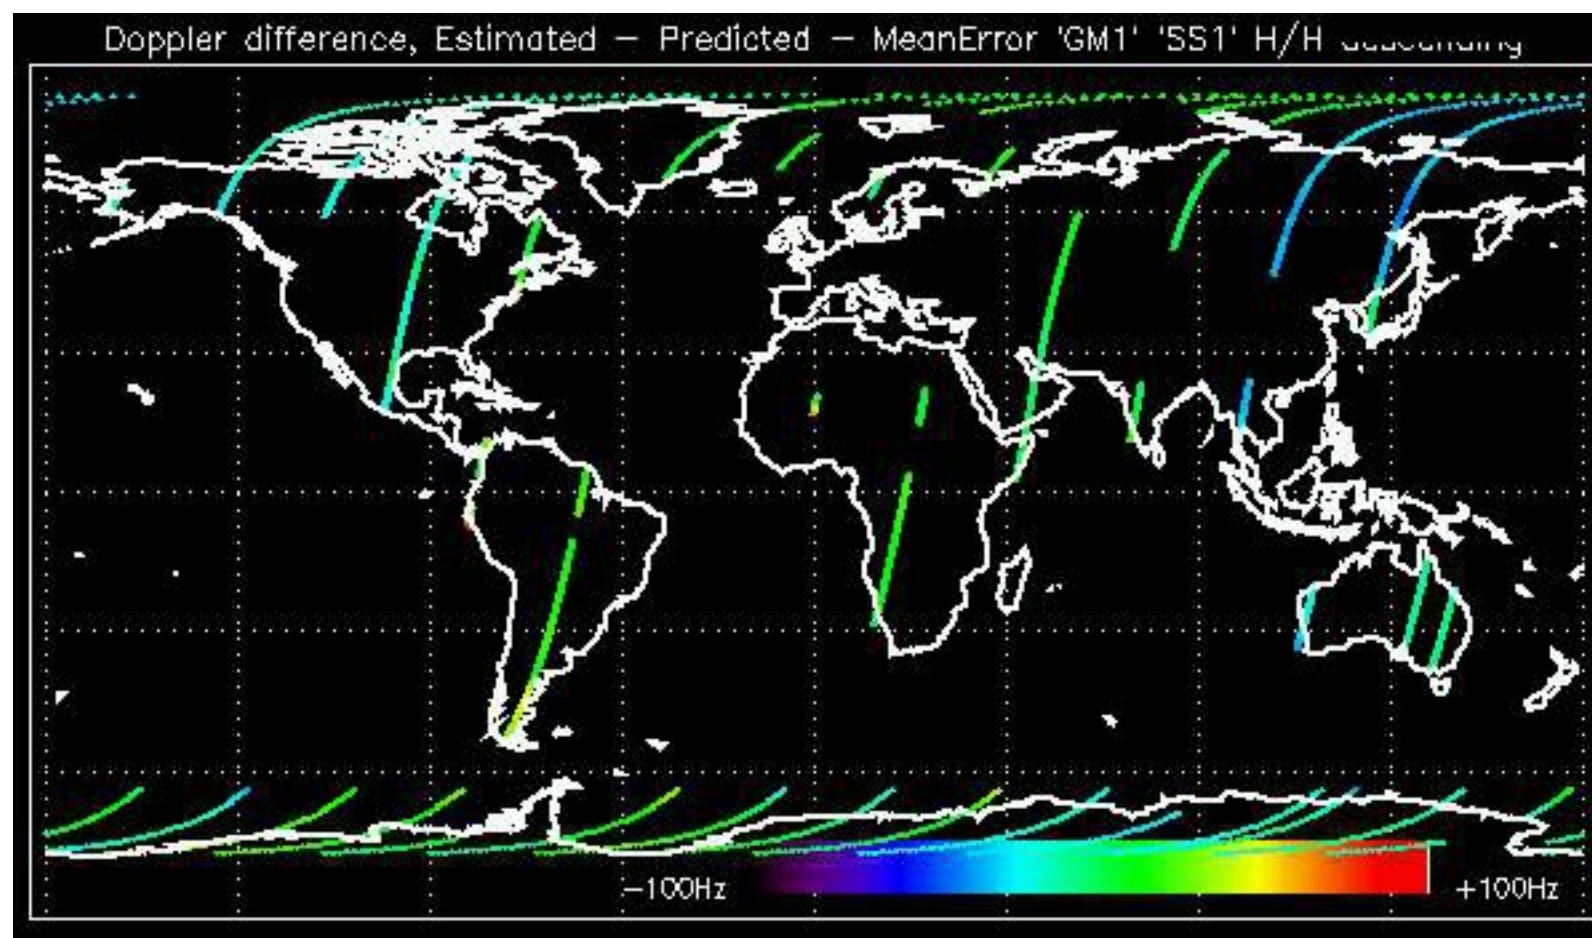 Doppler difference, Estimated – Predicted – MeanError 'GM1' 'SS1' H/H
–100Hz
+100Hz